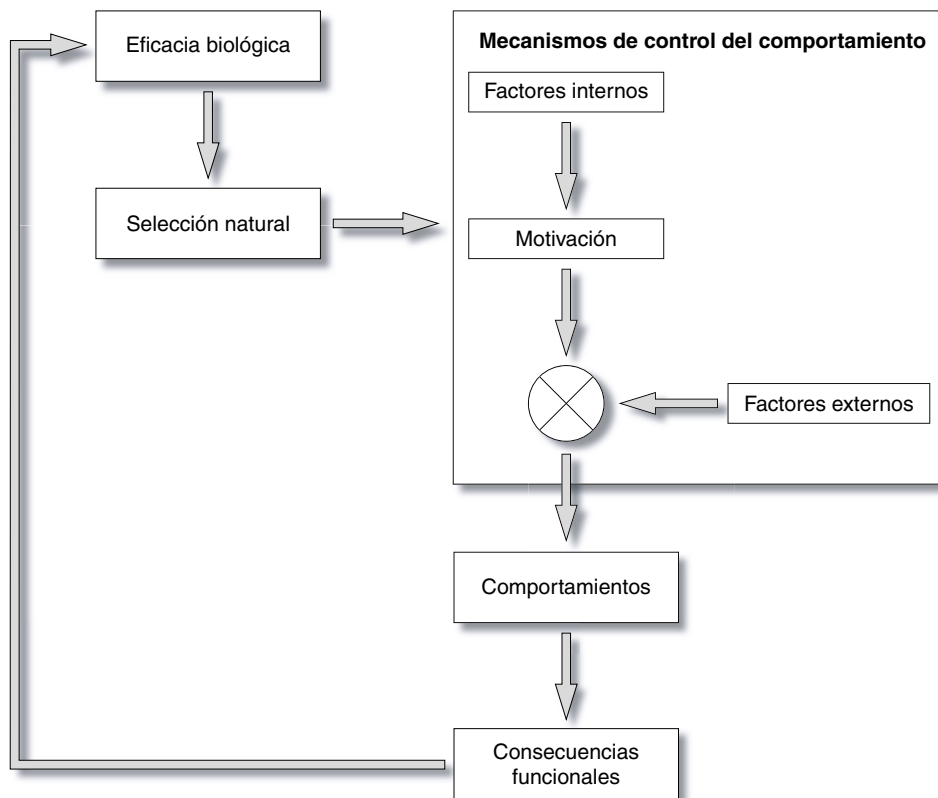 Eficacia biológica
Selección natural
Mecanismos de control del comportamiento
Factores internos
Motivación
Factores externos
Comportamientos
Consecuencias
funcionales